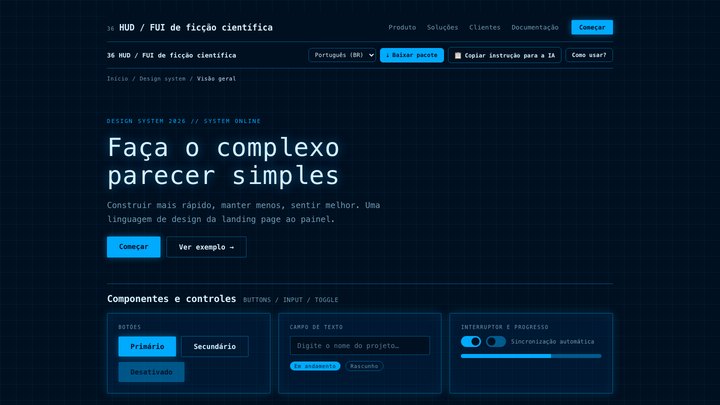 36 HUD / FUI de ficção científica
Produto Soluções Clientes Documentação Começar
36 HUD / FUI de ficção científica
Português (BR) ↓ Baixar pacote 📋 Copiar instrução para a IA Como usar?
Início / Design system / Visão geral
DESIGN SYSTEM 2026 // SYSTEM ONLINE
Faça o complexo
parecer simples
Construir mais rápido, manter menos, sentir melhor. Uma
linguagem de design da landing page ao painel.
Começar Ver exemplo →
Componentes e controles BUTTONS / INPUT / TOGGLE
BOTÕES
Primário Secundário
Desativado
CAMPO DE TEXTO
Digite o nome do projeto…
Em andamento Rascunho
INTERRUPTOR E PROGRESSO
Sincronização automática